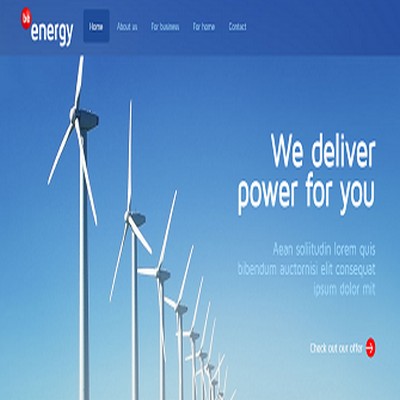 be
energy
Home
About us
For business
For home
Contact
We deliver
power for you
Aean sollitudin lorem quis
bibendum auctornisi elit consequat
ipsum dolor mit
Check out our offer